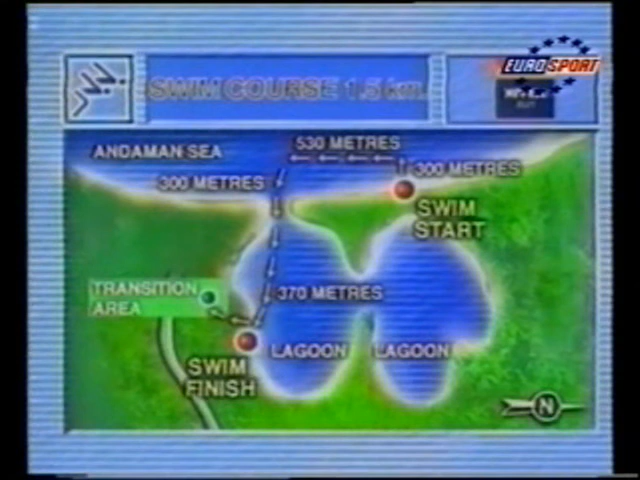 SWIM COURSE 1.5 km.
EUROSPORT
ANDAMAN SEA
530 METRES
300 METRES
300 METRES
SWIM
START
TRANSITION
AREA
370 METRES
LAGOON
LAGOON
SWIM
FINISH
N